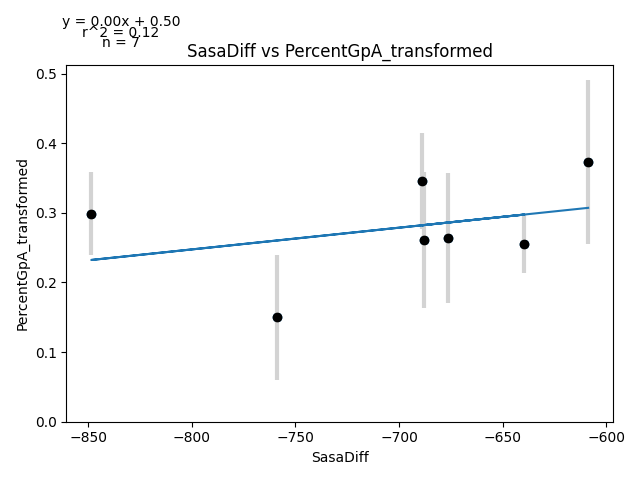 y = 0.00x + 0.50
r^2 = 0.12
n = 7
SasaDiff vs PercentGpA_transformed
0.5
0.4
0.3
0.2
0.1
0.0
PercentGpA_transformed
−850
−800
−750
−700
−650
−600
SasaDiff